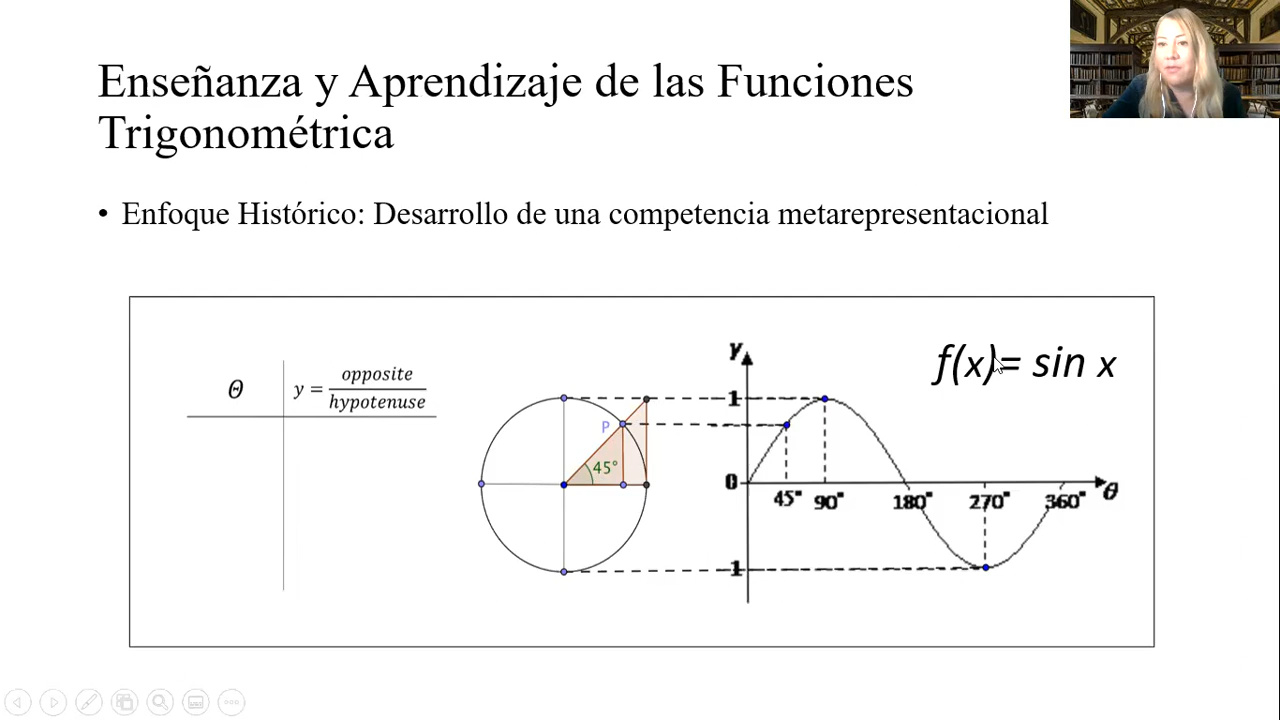 Enseñanza y Aprendizaje de las Funciones
Trigonométrica
• Enfoque Histórico: Desarrollo de una competencia metarepresentacional
f(x)= sin x
Θ
y = opposite / hypotenuse
P
45°
y
1
0
45° 90° 180° 270° 360° θ
-1